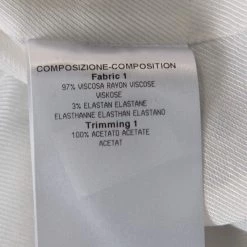 COMPOSIZIONE-COMPOSITION
Fabric 1
97% VISCOSA RAYON VISCOSE
VISKOSE
3% ELASTAN ELASTANE
ELASTHANNE ELASTHAN ELASTANO
Trimming 1
100% ACETATO ACETATE
ACETAT